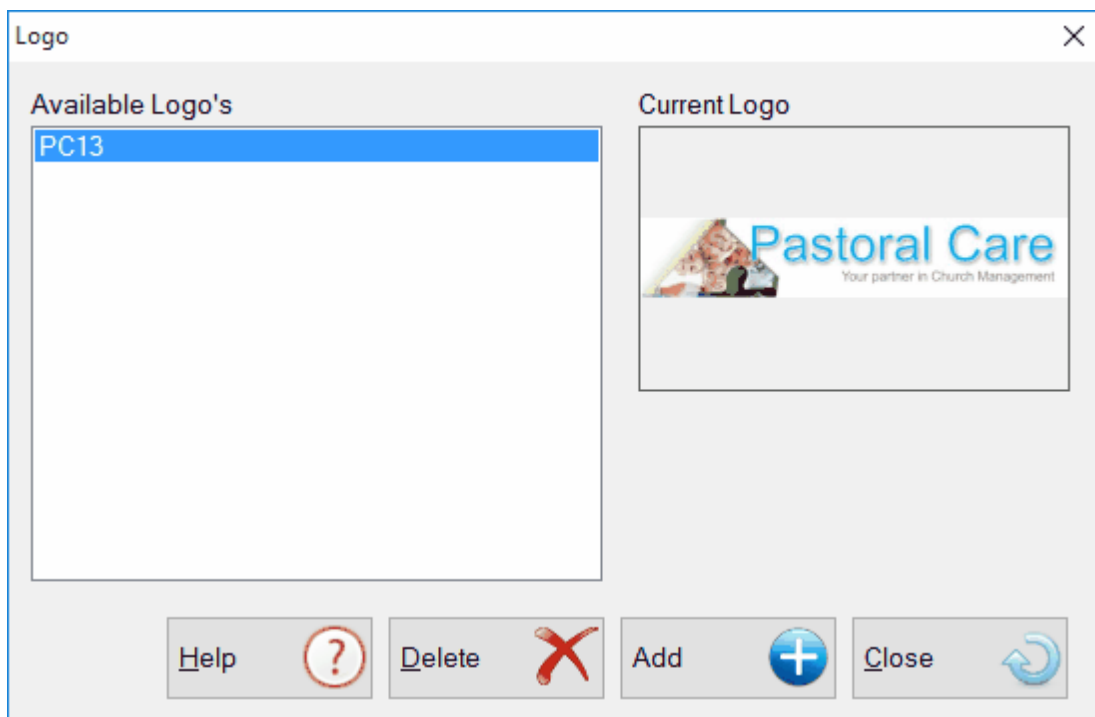 Logo
Available Logo's
PC13
Current Logo
Pastoral Care
Your partner in Church Management
Help
Delete
Add
Close